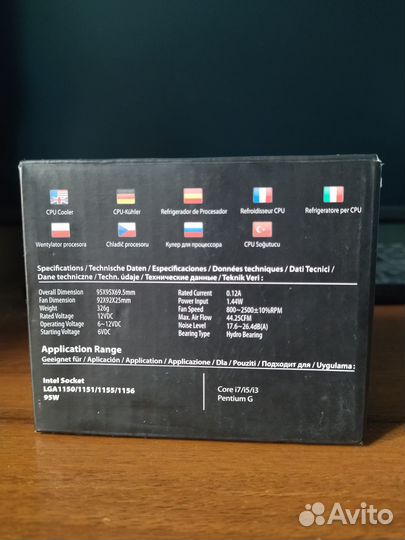 CPU Cooler
CPU-Kühler
Refrigerador de Procesador
Refroidisseur CPU
Refrigeratore per CPU
Wentylator procesora
Chladič procesoru
Кулер для процессора
CPU Soğutucu
Specifications / Technische Daten / Especificaciones / Données techniques / Dati Tecnici /
Dane techniczne / Techn. údaje / Технические данные / Teknik Veri :
Overall Dimension 95X95X69.5mm Rated Current 0.12A
Fan Dimension 92X92X25mm Power Input 1.44W
Weight 326g Fan Speed 800~2500±10%RPM
Rated Voltage 12VDC Max. Air Flow 44.25CFM
Operating Voltage 6~12VDC Noise Level 17.6~26.4dB(A)
Starting Voltage 6VDC Bearing Type Hydro Bearing
Application Range
Geeignet für / Aplicación / Application / Applicazione / Dla / Pouziti / Подходит для / Uygulama :
Intel Socket Core i7/i5/i3
LGA1150/1151/1155/1156 Pentium G
95W
Avito